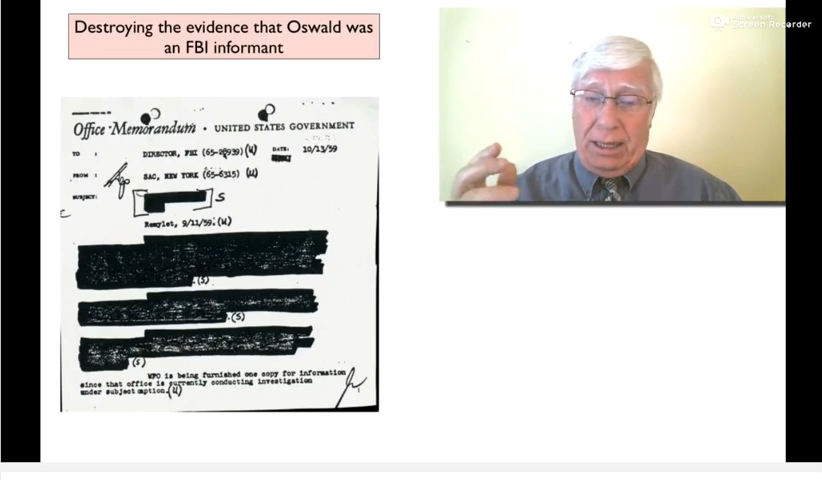 Destroying the evidence that Oswald was
an FBI informant
Screen Recorder
Office Memorandum • UNITED STATES GOVERNMENT
TO : DIRECTOR, FBI (65-28939) (U) DATE: 10/13/59
FROM : SAC, NEW YORK (65-6315) (U)
SUBJECT: S
Remylet, 9/11/59. (U)
.(S)
.(S)
(S)
WFO is being furnished one copy for information
since that office is currently conducting investigation
under subject caption. (U)